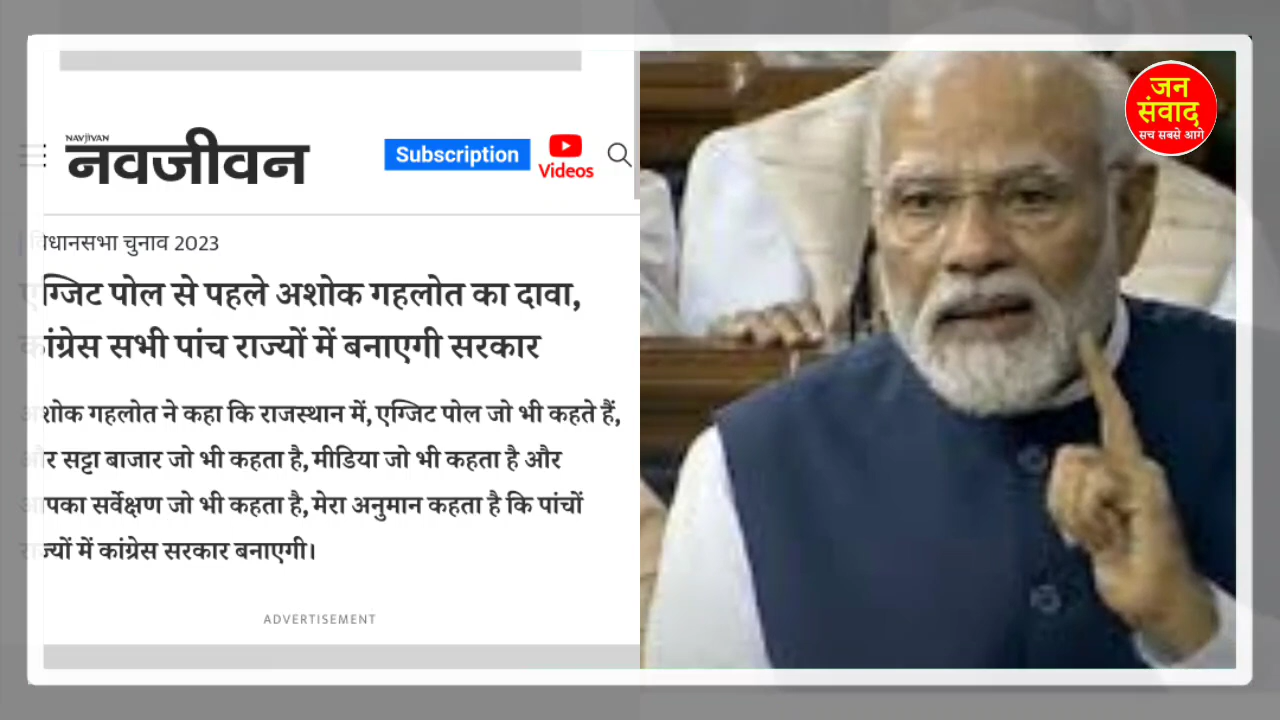 NAVJIVAN
नवजीवन
Subscription
Videos
विधानसभा चुनाव 2023
एग्जिट पोल से पहले अशोक गहलोत का दावा,
कांग्रेस सभी पांच राज्यों में बनाएगी सरकार
अशोक गहलोत ने कहा कि राजस्थान में, एग्जिट पोल जो भी कहते हैं,
और सट्टा बाजार जो भी कहता है, मीडिया जो भी कहता है और
आपका सर्वेक्षण जो भी कहता है, मेरा अनुमान कहता है कि पांचों
राज्यों में कांग्रेस सरकार बनाएगी।
ADVERTISEMENT
जन
संवाद
सच सबसे आगे